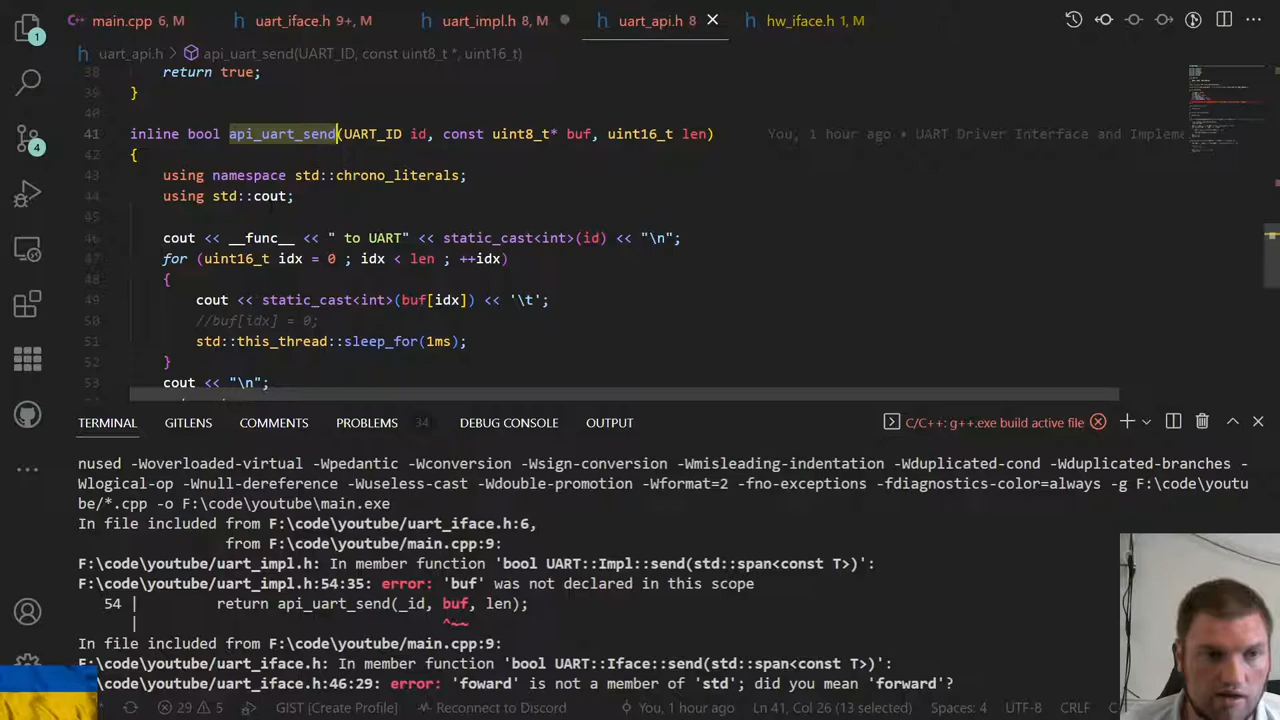 main.cpp 6, M
uart_iface.h 9+, M
uart_impl.h 8, M
uart_api.h 8
hw_iface.h 1, M
1
uart_api.h > api_uart_send(UART_ID, const uint8_t *, uint16_t)
38 return true;
39 }
40
41 inline bool api_uart_send(UART_ID id, const uint8_t* buf, uint16_t len) You, 1 hour ago • UART Driver Interface and Impleme
42 {
43 using namespace std::chrono_literals;
44 using std::cout;
45
46 cout << __func__ << " to UART" << static_cast<int>(id) << "\n";
47 for (uint16_t idx = 0 ; idx < len ; ++idx)
48 {
49 cout << static_cast<int>(buf[idx]) << '\t';
50 //buf[idx] = 0;
51 std::this_thread::sleep_for(1ms);
52 }
53 cout << "\n";
4
TERMINAL GITLENS COMMENTS PROBLEMS 34 DEBUG CONSOLE OUTPUT
C/C++: g++.exe build active file
nused -Woverloaded-virtual -Wpedantic -Wconversion -Wsign-conversion -Wmisleading-indentation -Wduplicated-cond -Wduplicated-branches -
Wlogical-op -Wnull-dereference -Wuseless-cast -Wdouble-promotion -Wformat=2 -fno-exceptions -fdiagnostics-color=always -g F:\code\youtu
be/*.cpp -o F:\code\youtube\main.exe
In file included from F:\code\youtube/uart_iface.h:6,
from F:\code\youtube/main.cpp:9:
F:\code\youtube/uart_impl.h: In member function 'bool UART::Impl::send(std::span<const T>)':
F:\code\youtube/uart_impl.h:54:35: error: 'buf' was not declared in this scope
54 | return api_uart_send(_id, buf, len);
| ^~~
In file included from F:\code\youtube/main.cpp:9:
F:\code\youtube/uart_iface.h: In member function 'bool UART::Iface::send(std::span<const T>)':
F:\code\youtube/uart_iface.h:46:29: error: 'foward' is not a member of 'std'; did you mean 'forward'?
29 5 GIST [Create Profile] Reconnect to Discord You, 1 hour ago Ln 41, Col 26 (13 selected) Spaces: 4 UTF-8 CRLF